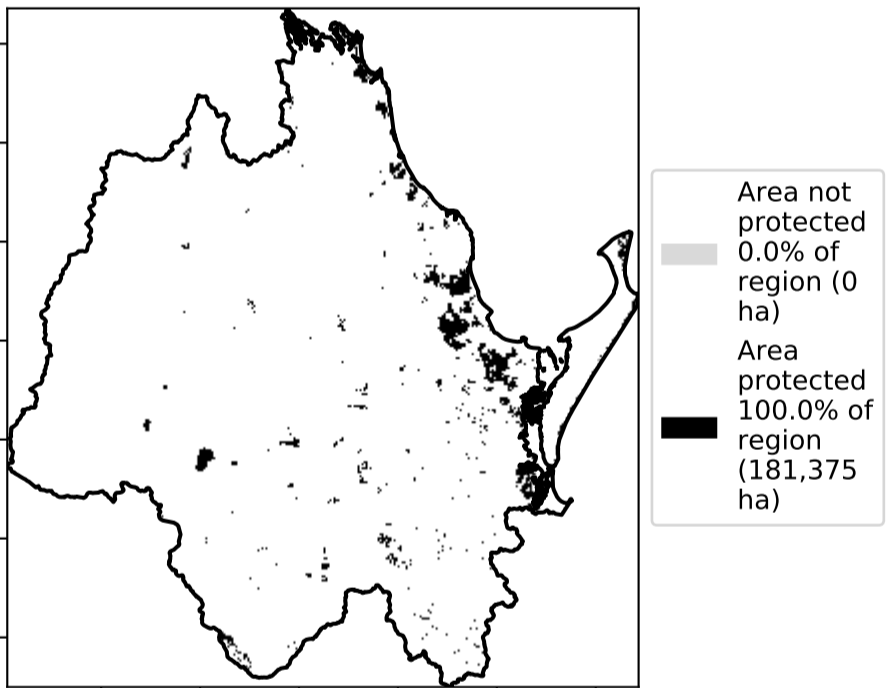 Area not
protected
0.0% of
region (0
ha)
Area
protected
100.0% of
region
(181,375
ha)